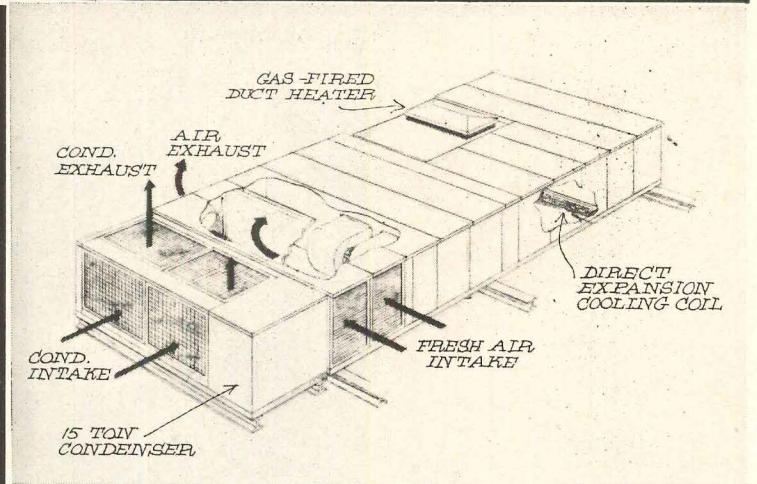 GAS-FIRED
DUCT HEATER
AIR
EXHAUST
COND.
EXHAUST
DIRECT
EXPANSION
COOLING COIL
FRESH AIR
INTAKE
COND.
INTAKE
15 TON
CONDENSER